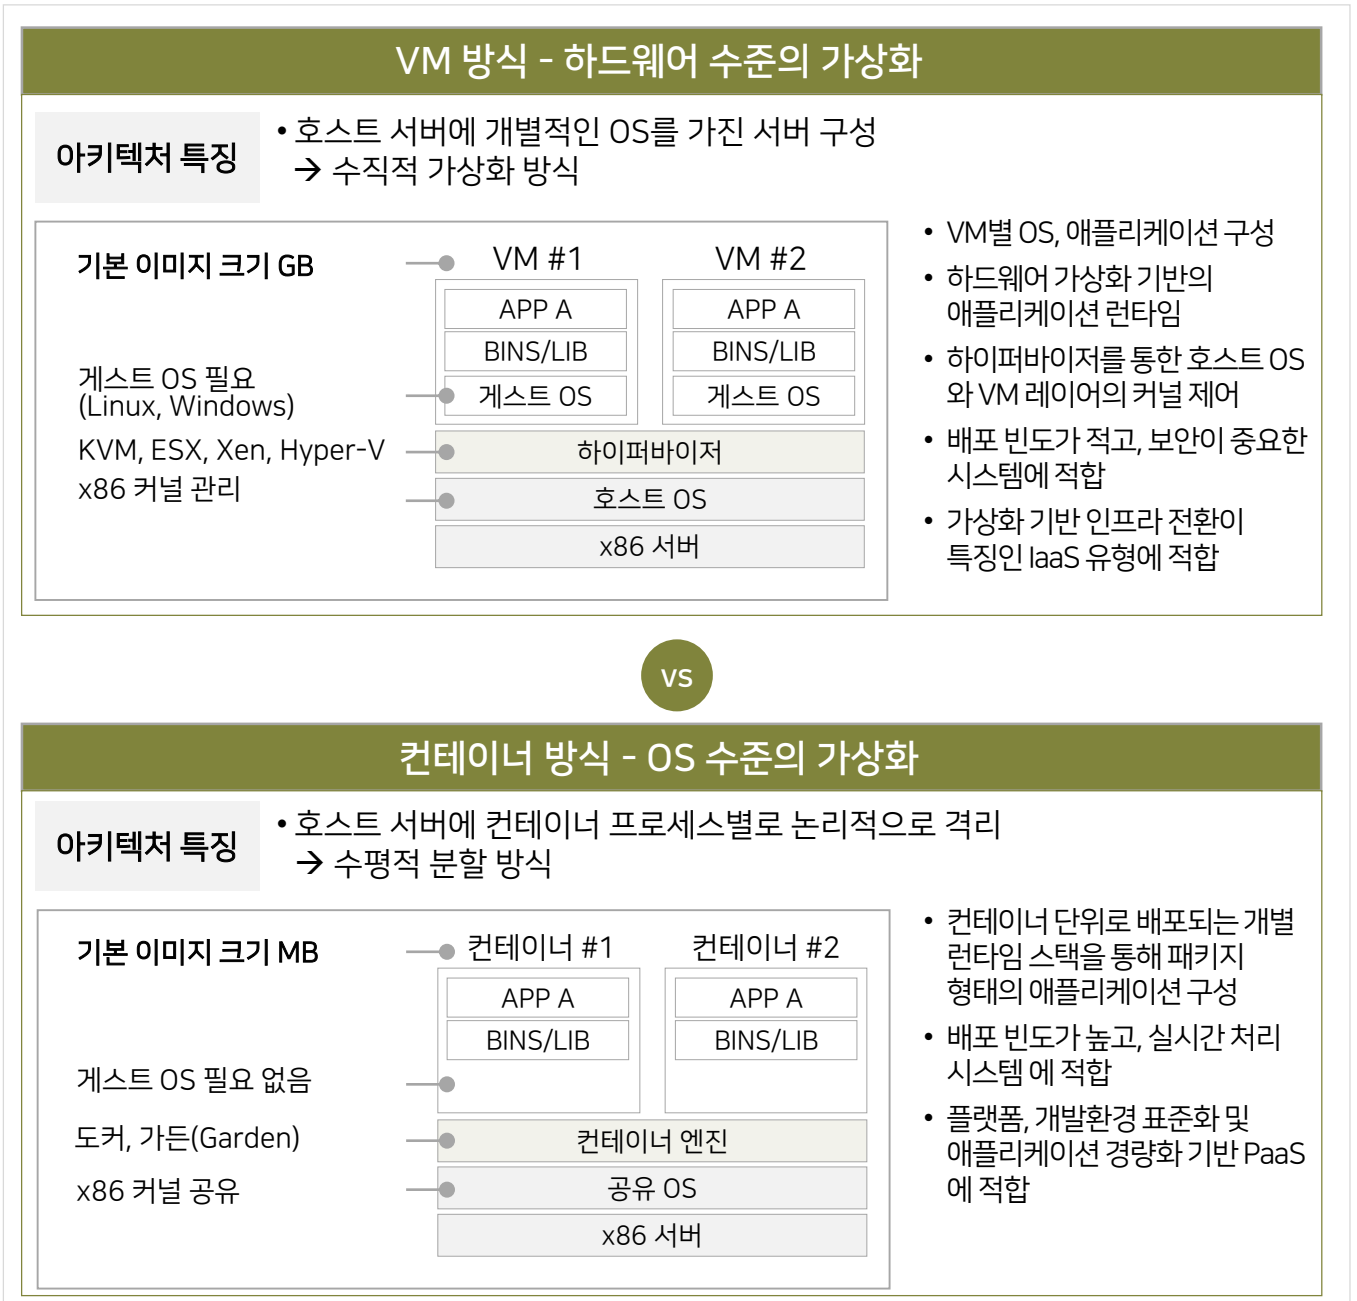 VM 방식 - 하드웨어 수준의 가상화
아키텍처 특징
• 호스트 서버에 개별적인 OS를 가진 서버 구성
→ 수직적 가상화 방식
기본 이미지 크기 GB
VM #1
VM #2
APP A
APP A
BINS/LIB
BINS/LIB
게스트 OS 필요
(Linux, Windows)
게스트 OS
게스트 OS
KVM, ESX, Xen, Hyper-V
하이퍼바이저
x86 커널 관리
호스트 OS
x86 서버
• VM별 OS, 애플리케이션 구성
• 하드웨어 가상화 기반의
애플리케이션 런타임
• 하이퍼바이저를 통한 호스트 OS
와 VM 레이어의 커널 제어
• 배포 빈도가 적고, 보안이 중요한
시스템에 적합
• 가상화 기반 인프라 전환이
특징인 IaaS 유형에 적합
vs
컨테이너 방식 - OS 수준의 가상화
아키텍처 특징
• 호스트 서버에 컨테이너 프로세스별로 논리적으로 격리
→ 수평적 분할 방식
기본 이미지 크기 MB
컨테이너 #1
컨테이너 #2
APP A
APP A
BINS/LIB
BINS/LIB
게스트 OS 필요 없음
도커, 가든(Garden)
컨테이너 엔진
x86 커널 공유
공유 OS
x86 서버
• 컨테이너 단위로 배포되는 개별
런타임 스택을 통해 패키지
형태의 애플리케이션 구성
• 배포 빈도가 높고, 실시간 처리
시스템 에 적합
• 플랫폼, 개발환경 표준화 및
애플리케이션 경량화 기반 PaaS
에 적합